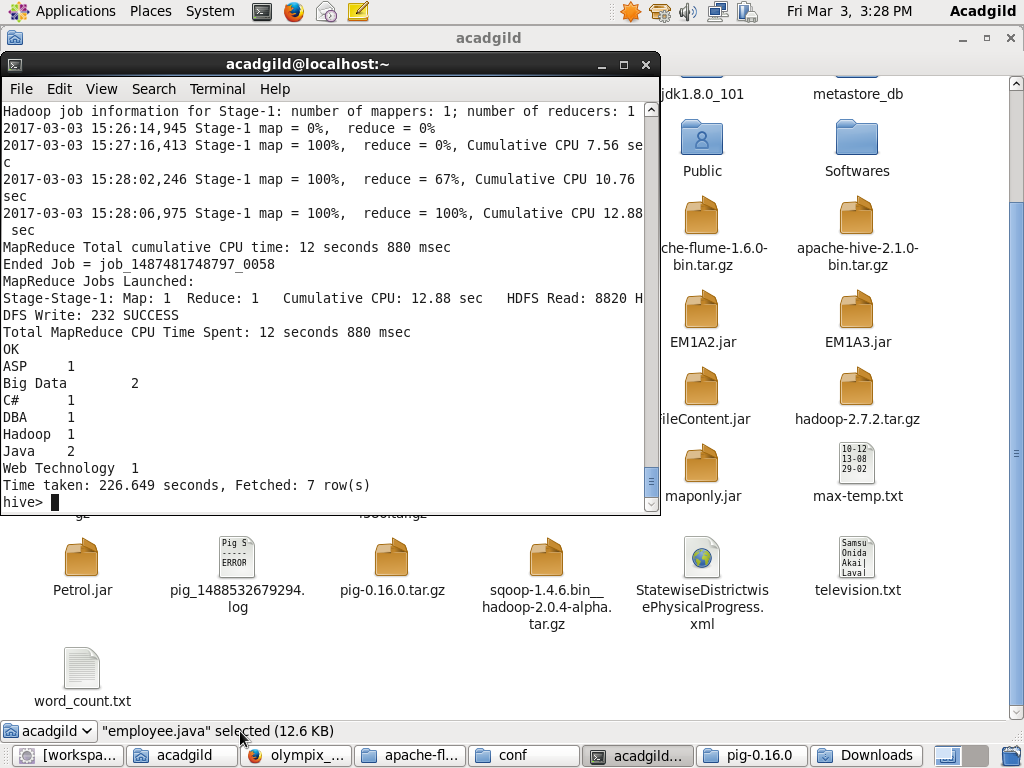 Applications Places System Fri Mar 3, 3:28 PM Acadgild
acadgild
acadgild@localhost:~
File Edit View Search Terminal Help
Hadoop job information for Stage-1: number of mappers: 1; number of reducers: 1
2017-03-03 15:26:14,945 Stage-1 map = 0%,  reduce = 0%
2017-03-03 15:27:16,413 Stage-1 map = 100%,  reduce = 0%, Cumulative CPU 7.56 se
c
2017-03-03 15:28:02,246 Stage-1 map = 100%,  reduce = 67%, Cumulative CPU 10.76
sec
2017-03-03 15:28:06,975 Stage-1 map = 100%,  reduce = 100%, Cumulative CPU 12.88
sec
MapReduce Total cumulative CPU time: 12 seconds 880 msec
Ended Job = job_1487481748797_0058
MapReduce Jobs Launched:
Stage-Stage-1: Map: 1  Reduce: 1   Cumulative CPU: 12.88 sec   HDFS Read: 8820 H
DFS Write: 232 SUCCESS
Total MapReduce CPU Time Spent: 12 seconds 880 msec
OK
ASP 1
Big Data 2
C# 1
DBA 1
Hadoop 1
Java 2
Web Technology 1
Time taken: 226.649 seconds, Fetched: 7 row(s)
hive>
jdk1.8.0_101 metastore_db
Public Softwares
che-flume-1.6.0-
bin.tar.gz
apache-hive-2.1.0-
bin.tar.gz
EM1A2.jar EM1A3.jar
ileContent.jar hadoop-2.7.2.tar.gz
10-12
13-08
29-02
maponly.jar max-temp.txt
gz
Pig S
-----
ERROR
Samsu
Onida
Akai|
Lava|
Petrol.jar
pig_1488532679294.
log
pig-0.16.0.tar.gz
sqoop-1.4.6.bin__
hadoop-2.0.4-alpha.
tar.gz
StatewiseDistrictwis
ePhysicalProgress.
xml
television.txt
word_count.txt
acadgild "employee.java" selected (12.6 KB)
[workspa... acadgild olympix_... apache-fl... conf acadgild... pig-0.16.0 Downloads